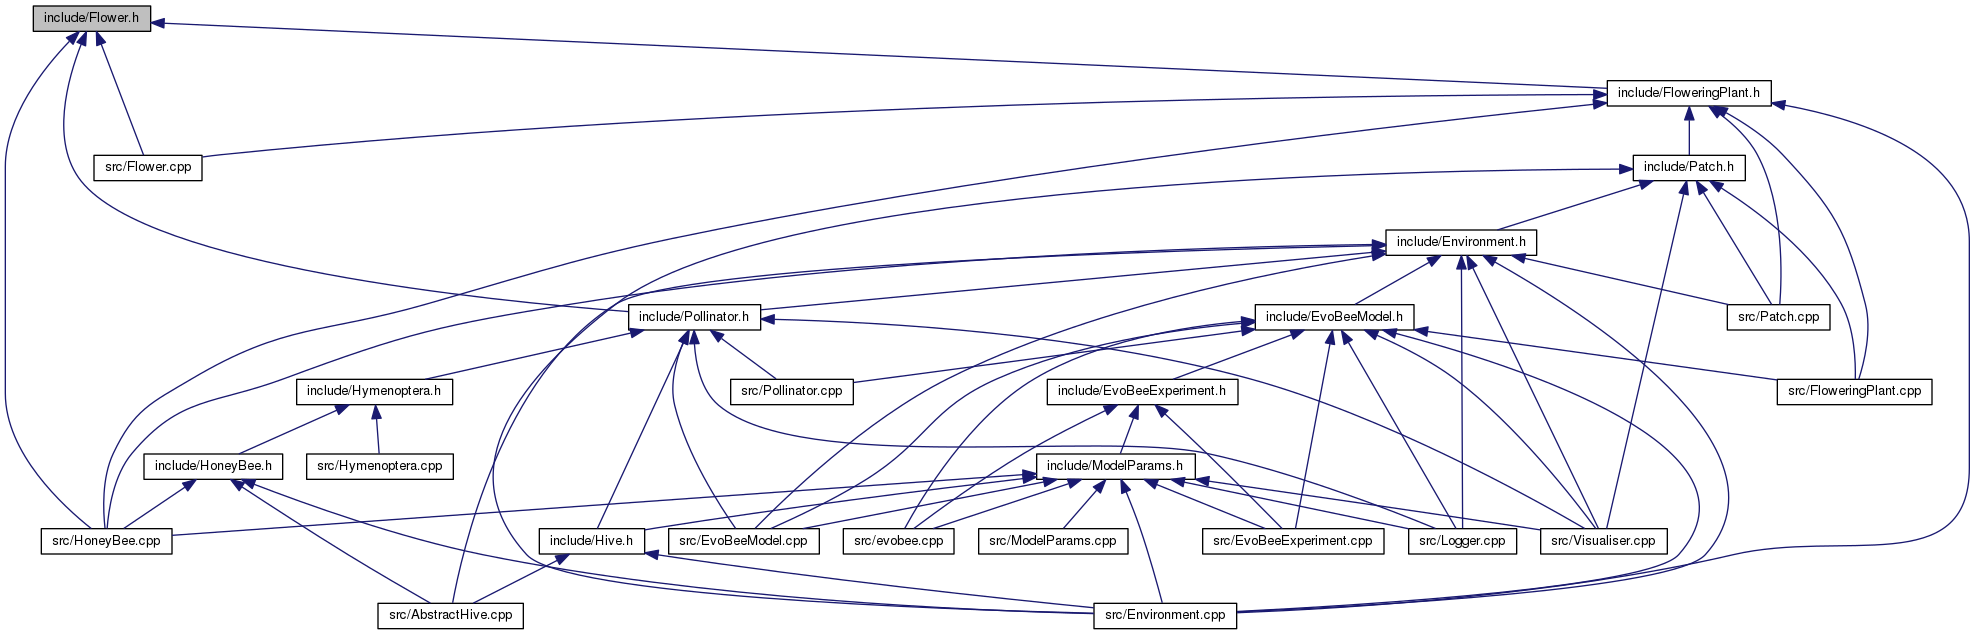 include/Flower.h
include/FloweringPlant.h
src/Flower.cpp
include/Patch.h
include/Environment.h
include/Pollinator.h
include/EvoBeeModel.h
src/Patch.cpp
include/Hymenoptera.h
src/Pollinator.cpp
include/EvoBeeExperiment.h
src/FloweringPlant.cpp
include/HoneyBee.h
src/Hymenoptera.cpp
include/ModelParams.h
src/HoneyBee.cpp
include/Hive.h
src/EvoBeeModel.cpp
src/evobee.cpp
src/ModelParams.cpp
src/EvoBeeExperiment.cpp
src/Logger.cpp
src/Visualiser.cpp
src/AbstractHive.cpp
src/Environment.cpp